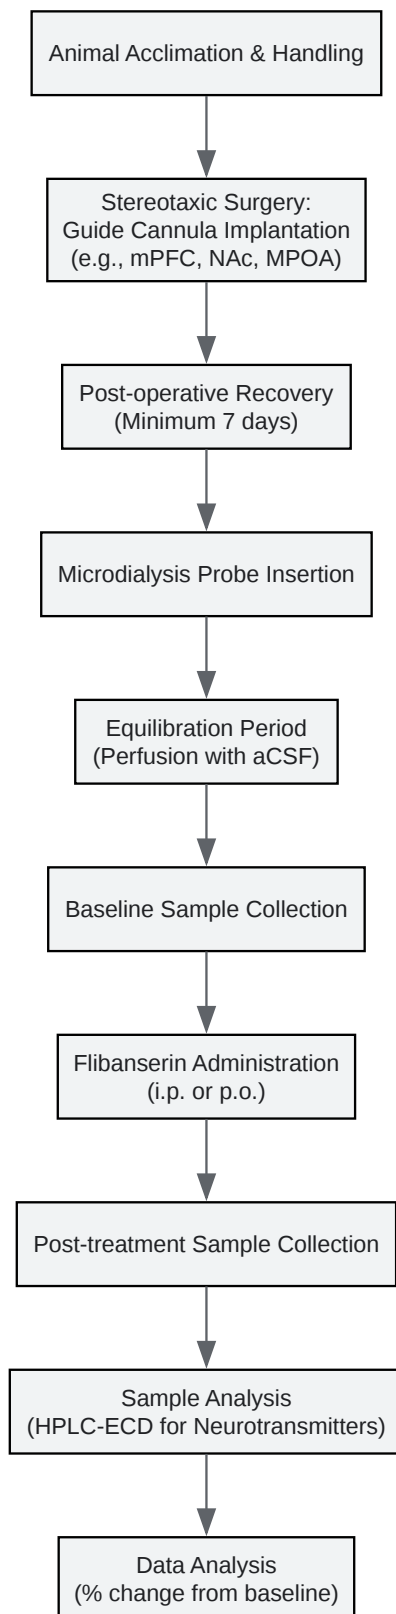 Animal Acclimation & Handling
Stereotaxic Surgery:
Guide Cannula Implantation
(e.g., mPFC, NAc, MPOA)
Post-operative Recovery
(Minimum 7 days)
Microdialysis Probe Insertion
Equilibration Period
(Perfusion with aCSF)
Baseline Sample Collection
Flibanserin Administration
(i.p. or p.o.)
Post-treatment Sample Collection
Sample Analysis
(HPLC-ECD for Neurotransmitters)
Data Analysis
(% change from baseline)